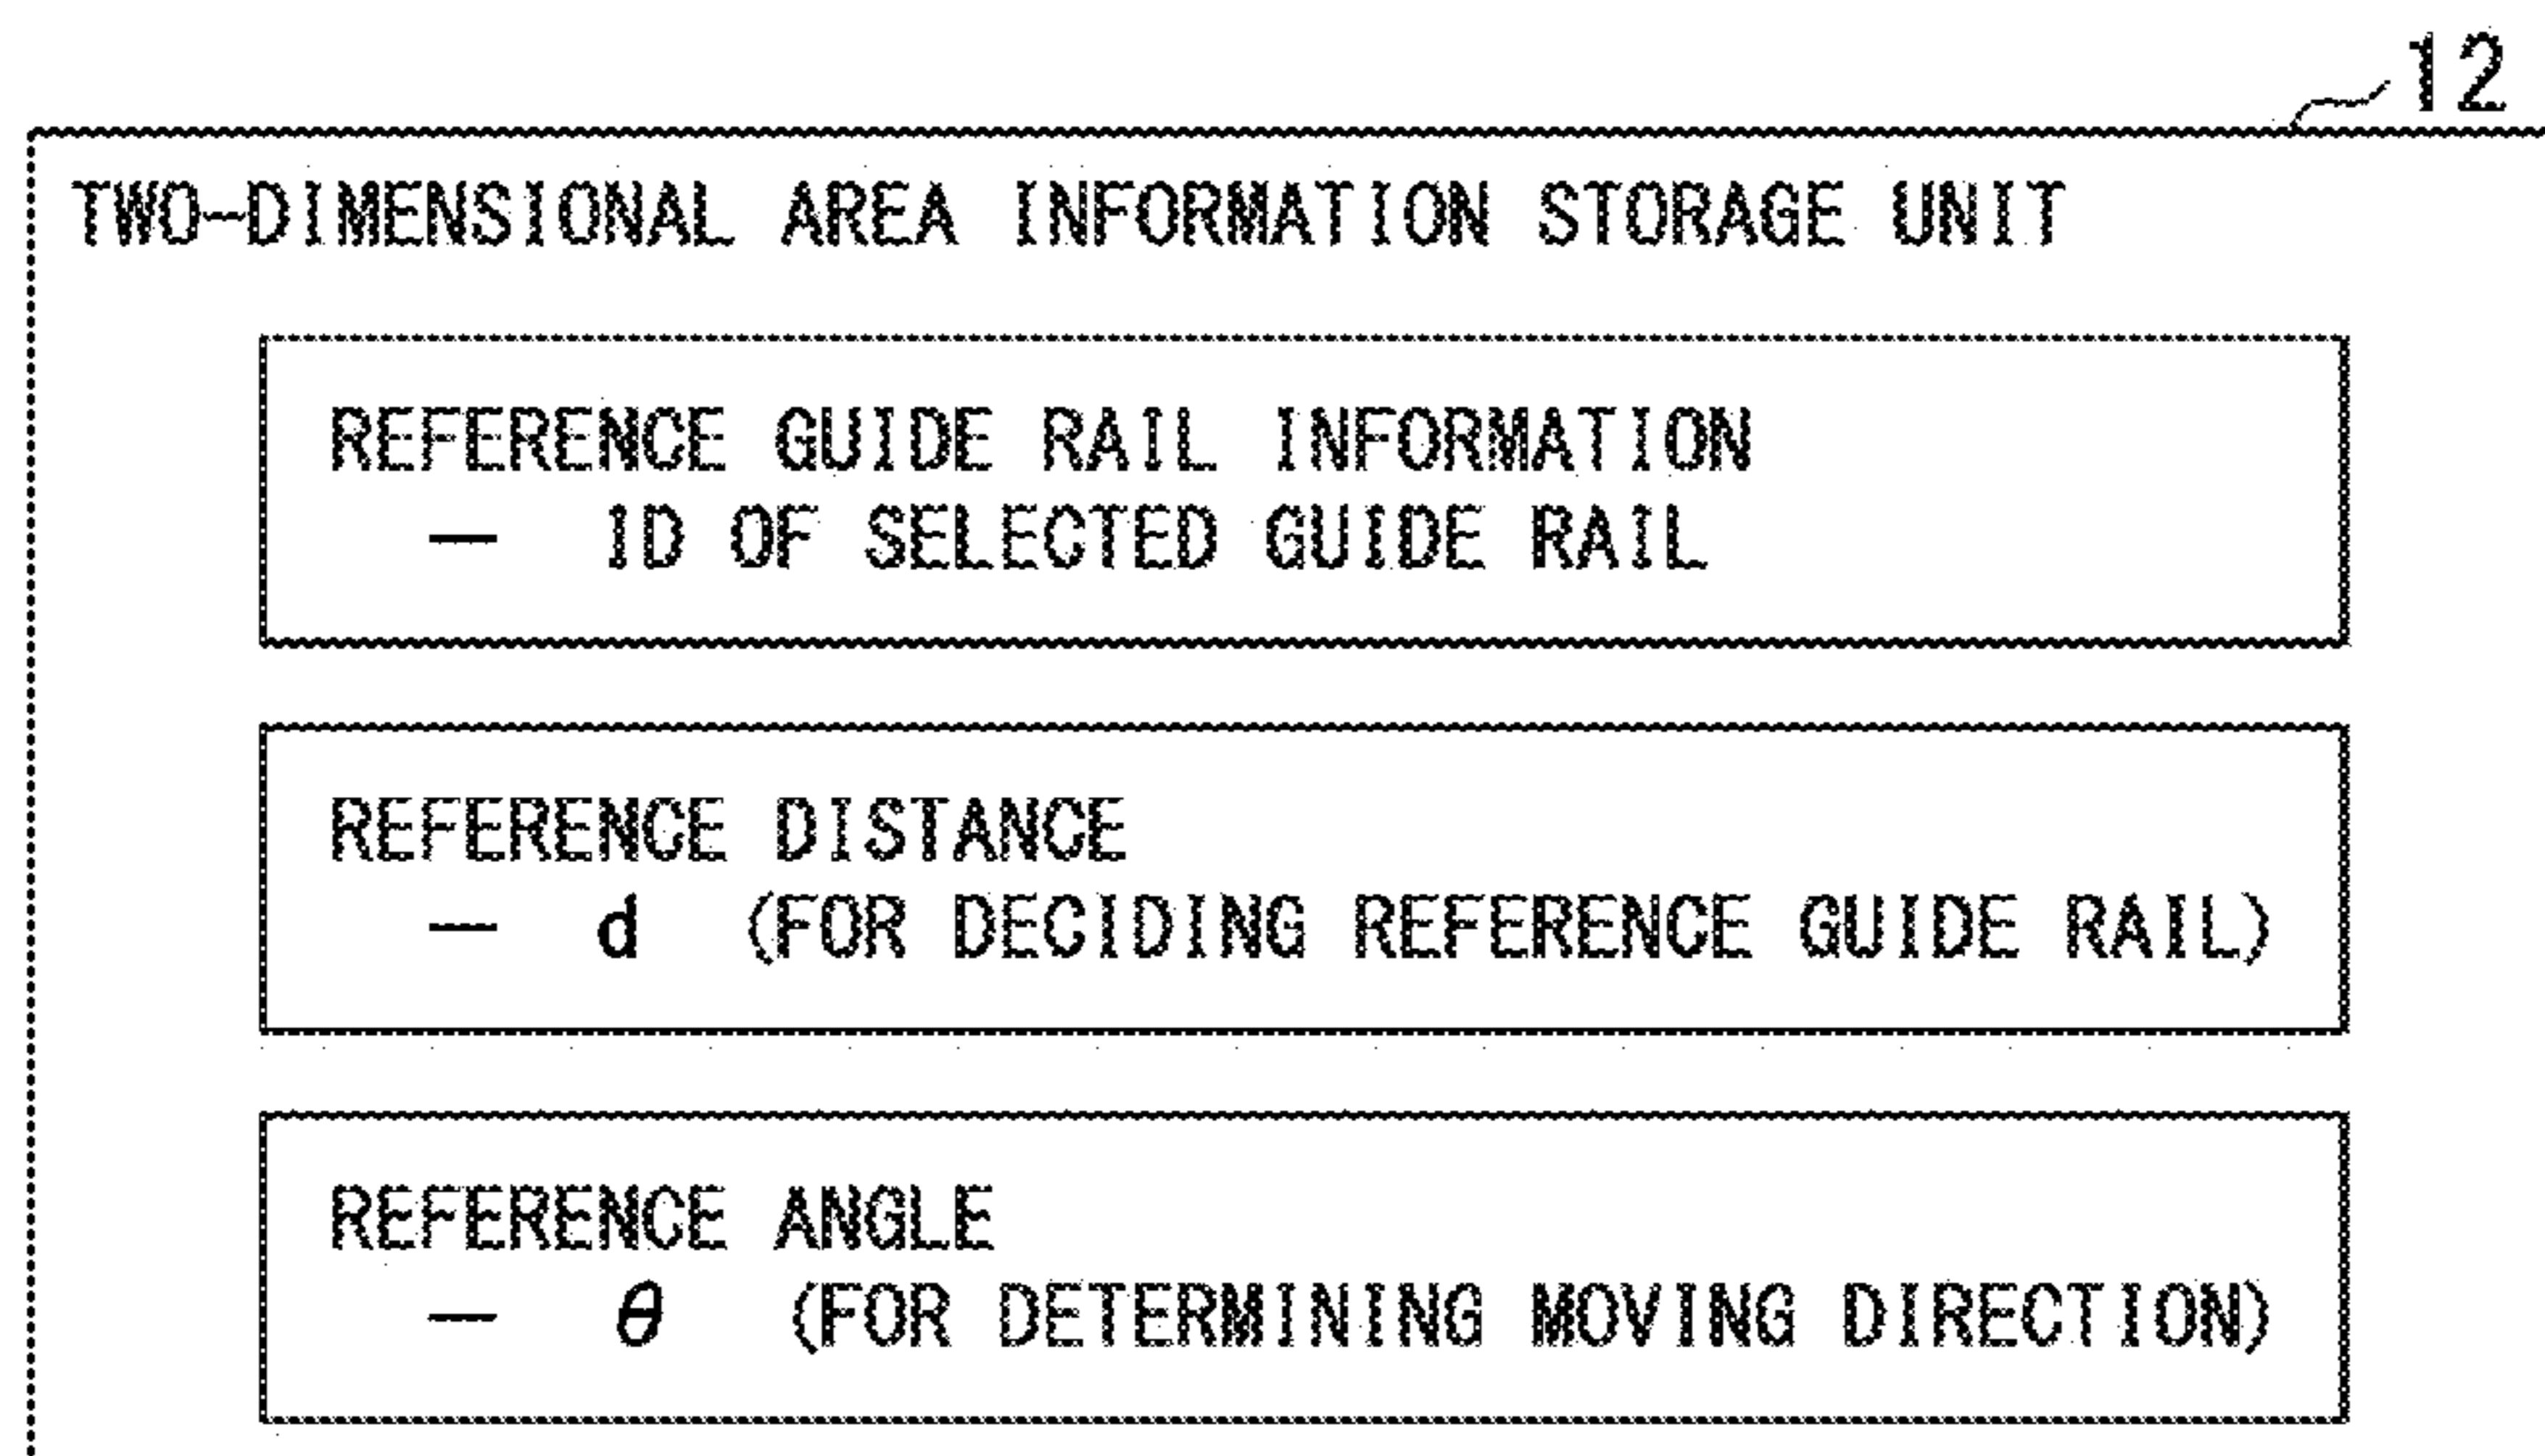 12
TWO-DIMENSIONAL AREA INFORMATION STORAGE UNIT
REFERENCE GUIDE RAIL INFORMATION
— ID OF SELECTED GUIDE RAIL
REFERENCE DISTANCE
— d (FOR DECIDING REFERENCE GUIDE RAIL)
REFERENCE ANGLE
— θ (FOR DETERMINING MOVING DIRECTION)